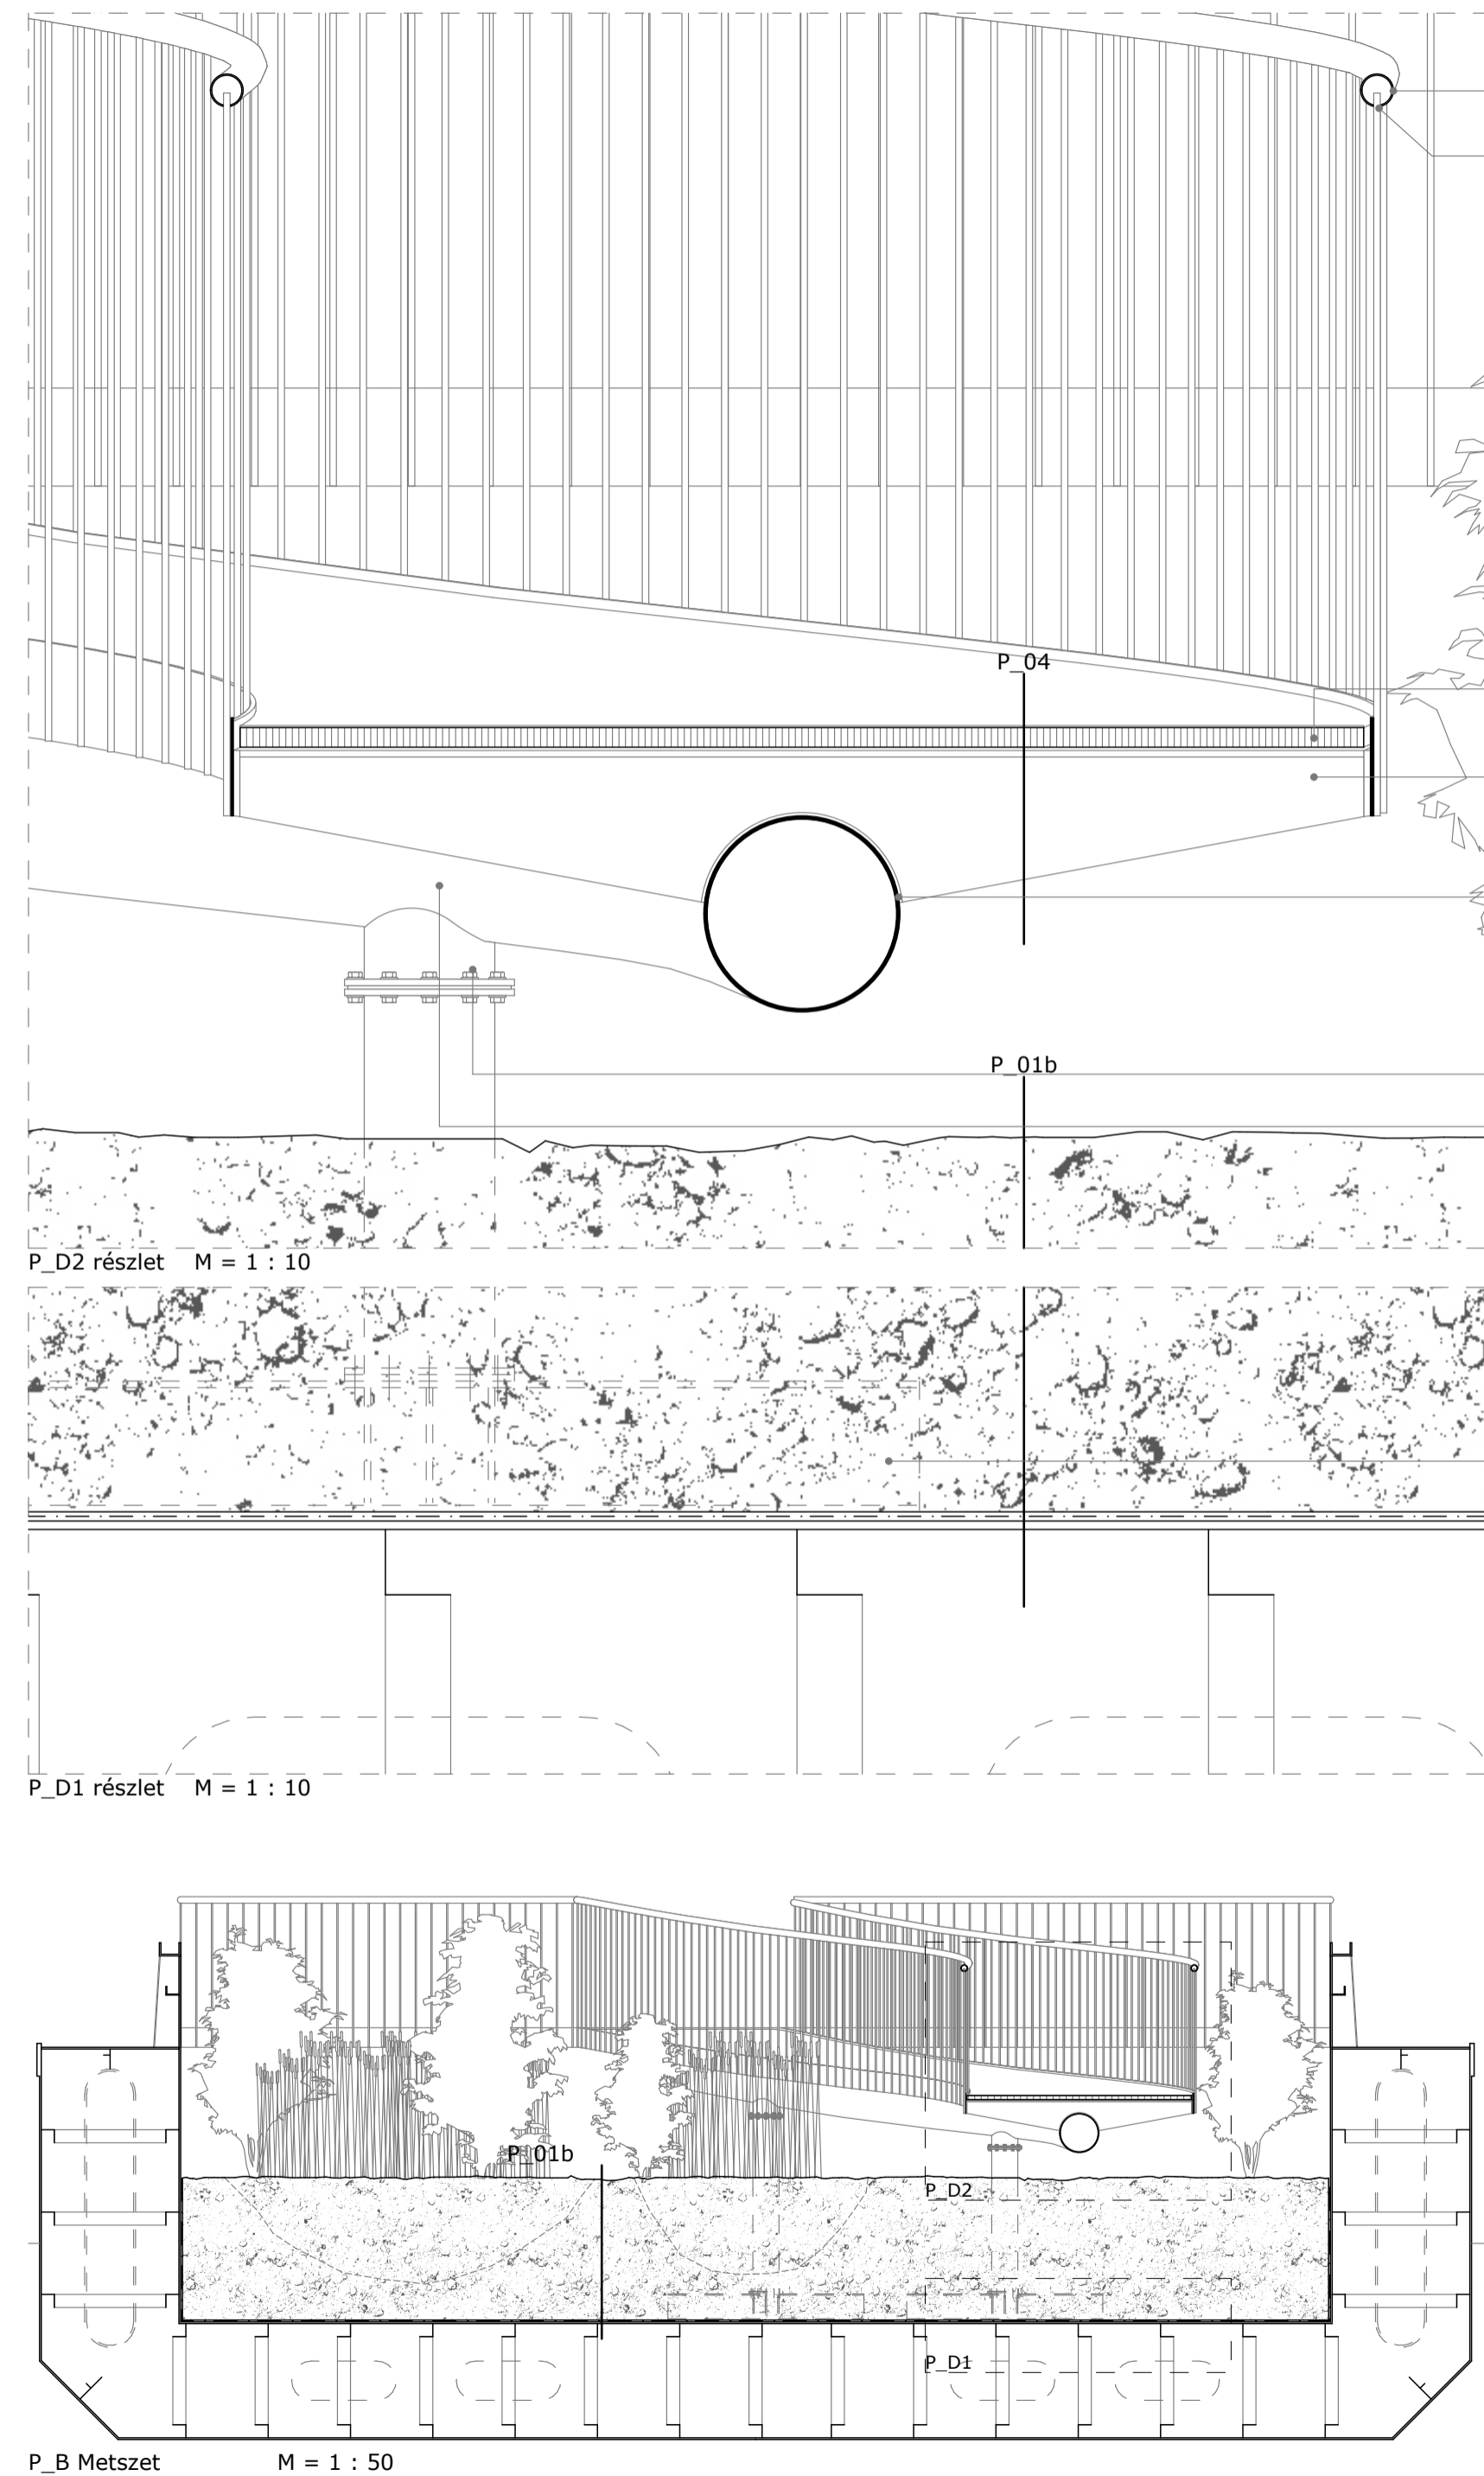 P_04
P_01b
P_D2 részlet M = 1 : 10
P_D1 részlet M = 1 : 10
P_01b
P_D2
P_D1
P_B Metszet M = 1 : 50